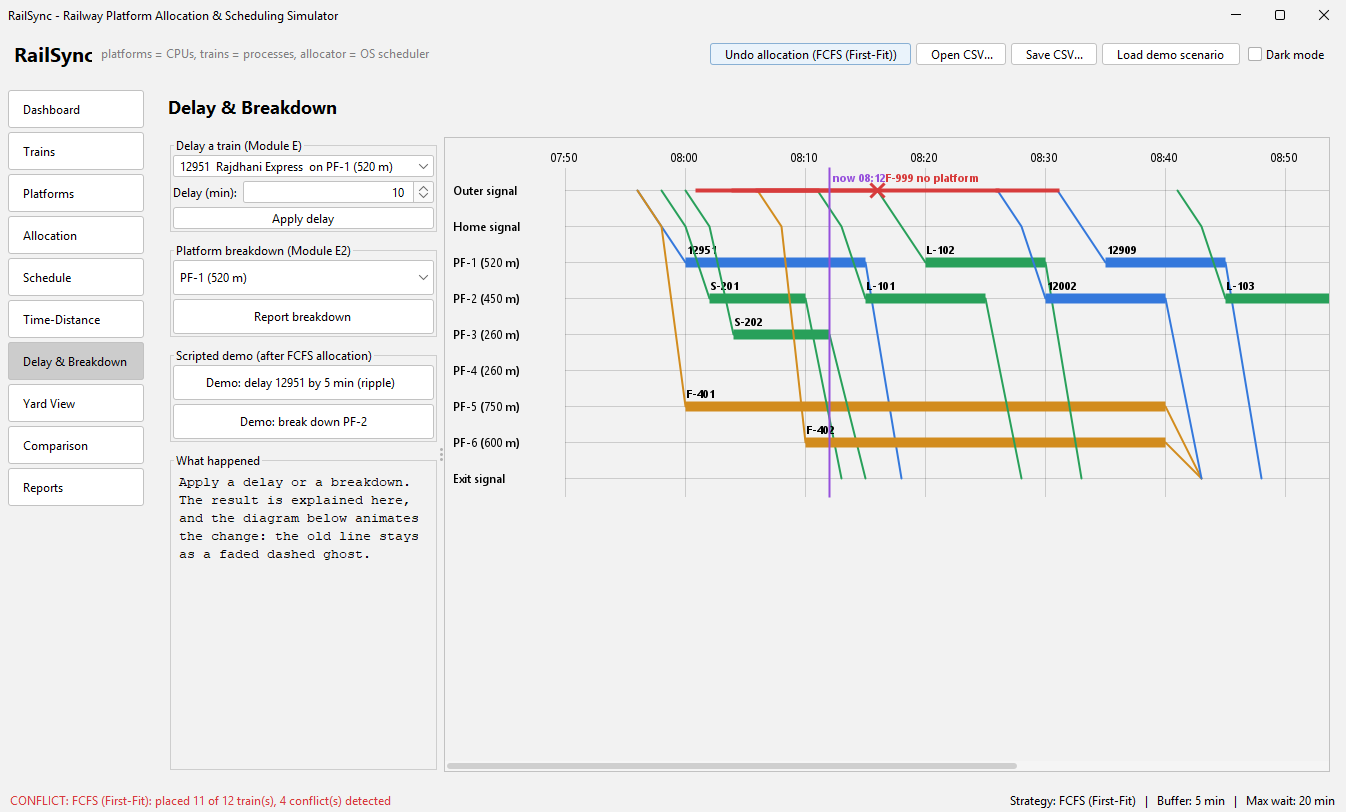 RailSync - Railway Platform Allocation & Scheduling Simulator
RailSync platforms = CPUs, trains = processes, allocator = OS scheduler
Undo allocation (FCFS (First-Fit)) Open CSV... Save CSV... Load demo scenario Dark mode
Dashboard
Trains
Platforms
Allocation
Schedule
Time-Distance
Delay & Breakdown
Yard View
Comparison
Reports
Delay & Breakdown
Delay a train (Module E)
12951 Rajdhani Express on PF-1 (520 m)
Delay (min): 10
Apply delay
Platform breakdown (Module E2)
PF-1 (520 m)
Report breakdown
Scripted demo (after FCFS allocation)
Demo: delay 12951 by 5 min (ripple)
Demo: break down PF-2
What happened
Apply a delay or a breakdown.
The result is explained here,
and the diagram below animates
the change: the old line stays
as a faded dashed ghost.
07:50 08:00 08:10 08:20 08:30 08:40 08:50
now 08:12 F-999 no platform
Outer signal
Home signal
12951 L-102 12909
PF-1 (520 m)
S-201 L-101 12002 L-103
PF-2 (450 m)
S-202
PF-3 (260 m)
PF-4 (260 m)
F-401
PF-5 (750 m)
F-402
PF-6 (600 m)
Exit signal
CONFLICT: FCFS (First-Fit): placed 11 of 12 train(s), 4 conflict(s) detected
Strategy: FCFS (First-Fit) | Buffer: 5 min | Max wait: 20 min